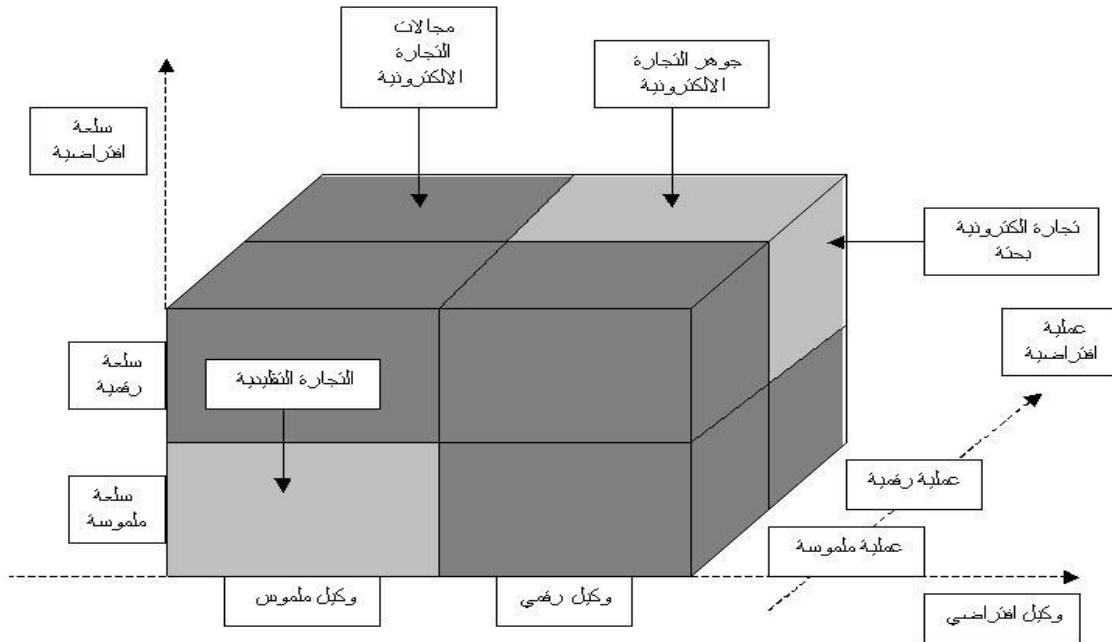 مجالات
التجارة
الالكترونية
جوهر التجارة
الالكترونية
سلعة
افتراضية
تجارة الكترونية
بحتة
عملية
افتراضية
سلعة
رقمية
التجارة التقليدية
عملية رقمية
سلعة
ملموسة
عملية ملموسة
وكيل ملموس
وكيل رقمي
وكيل افتراضي